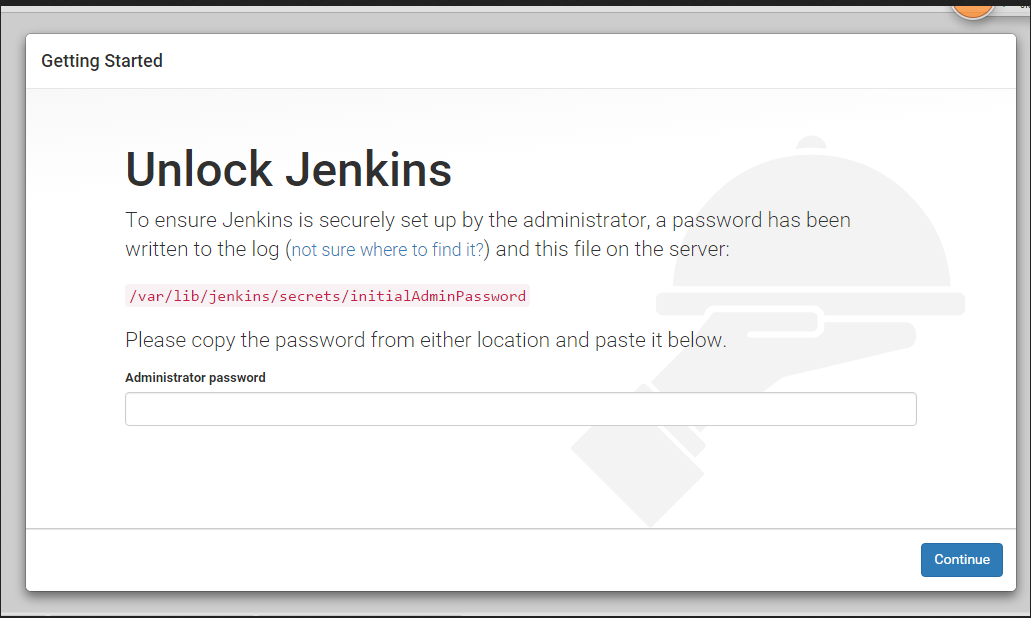 Getting Started
Unlock Jenkins
To ensure Jenkins is securely set up by the administrator, a password has been
written to the log (not sure where to find it?) and this file on the server:
/var/lib/jenkins/secrets/initialAdminPassword
Please copy the password from either location and paste it below.
Administrator password
Continue